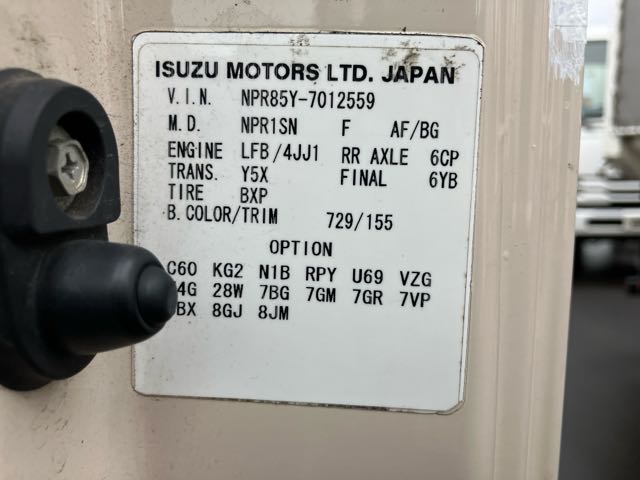 ISUZU MOTORS LTD. JAPAN
V.I.N. NPR85Y-7012559
M.D. NPR1SN F AF/BG
ENGINE LFB/4JJ1 RR AXLE 6CP
TRANS. Y5X FINAL 6YB
TIRE BXP
B.COLOR/TRIM 729/155
OPTION
C60 KG2 N1B RPY U69 VZG
28W 7BG 7GM 7GR 7VP
8GJ 8JM